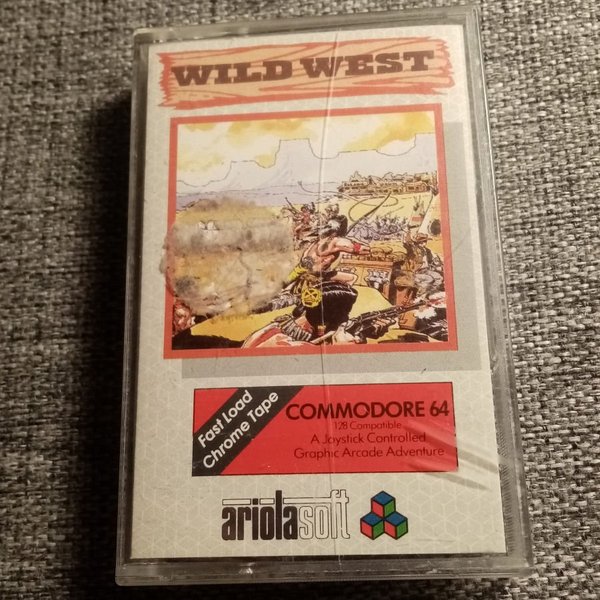 WILD WEST
Fast Load
Chrome Tape
COMMODORE 64
128 Compatible
A Joystick Controlled
Graphic Arcade Adventure
ariolasoft